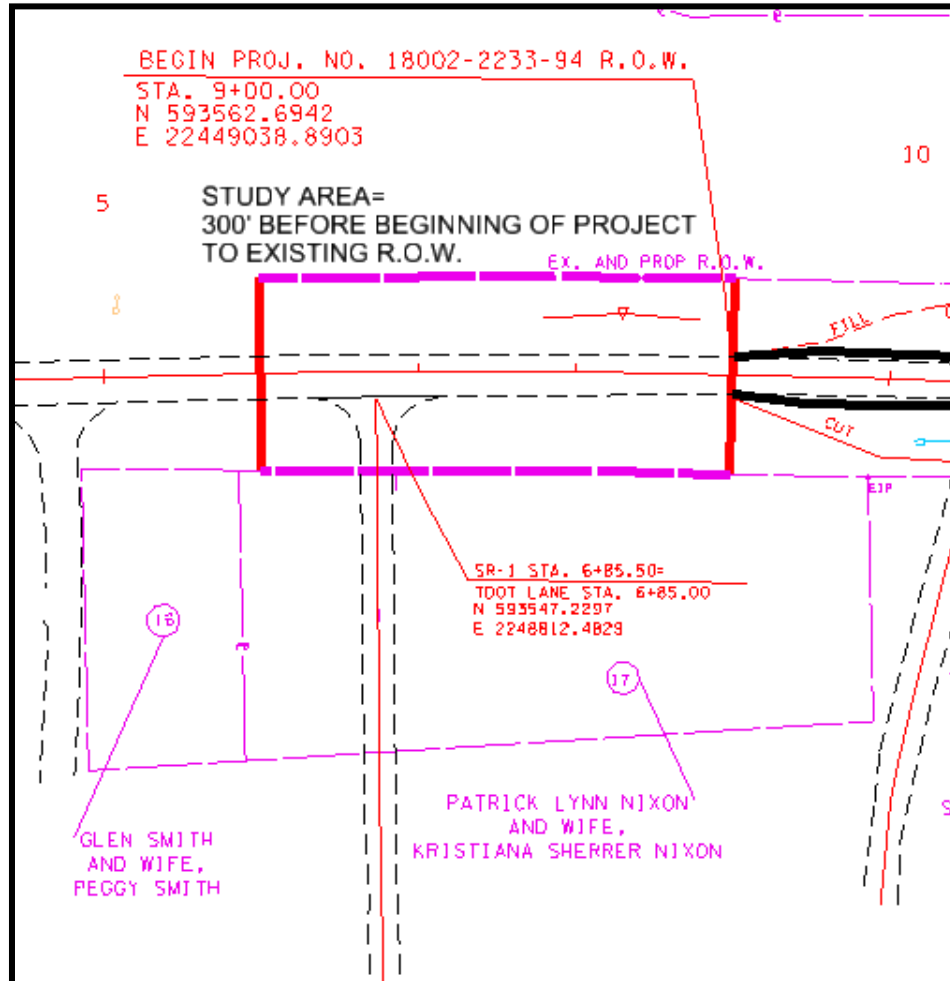 BEGIN PROJ. NO. 18002-2233-94 R.O.W.
STA. 9+00.00
N 593562.6942
E 22449038.8903
10
5
STUDY AREA=
300' BEFORE BEGINNING OF PROJECT
TO EXISTING R.O.W.
EX. AND PROP R.O.W.
FILL
CUT
EIP
SR-1 STA. 6+85.50=
TDOT LANE STA. 6+85.00
N 593547.2297
E 2248812.4829
16
17
PATRICK LYNN NIXON
AND WIFE,
KRISTIANA SHERRER NIXON
GLEN SMITH
AND WIFE,
PEGGY SMITH
S